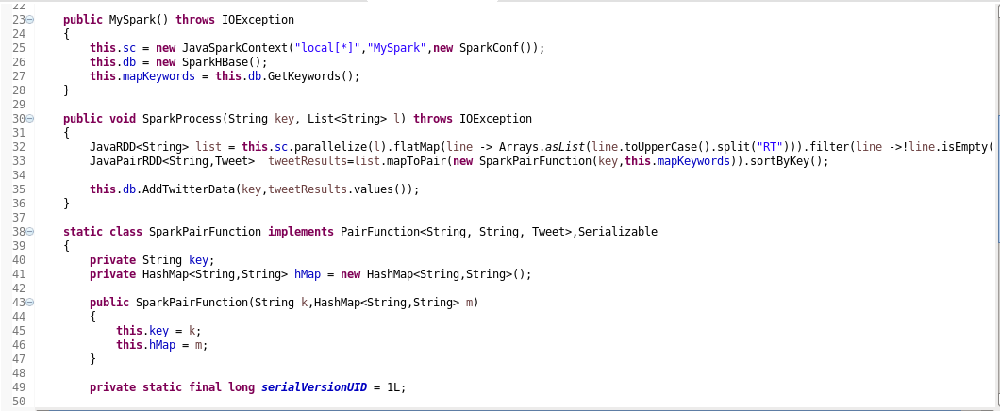 22
23 public MySpark() throws IOException
24 {
25 this.sc = new JavaSparkContext("local[*]","MySpark",new SparkConf());
26 this.db = new SparkHBase();
27 this.mapKeywords = this.db.GetKeywords();
28 }
29
30 public void SparkProcess(String key, List<String> l) throws IOException
31 {
32 JavaRDD<String> list = this.sc.parallelize(l).flatMap(line -> Arrays.asList(line.toUpperCase().split("RT"))).filter(line ->!line.isEmpty(
33 JavaPairRDD<String,Tweet>  tweetResults=list.mapToPair(new SparkPairFunction(key,this.mapKeywords)).sortByKey();
34
35 this.db.AddTwitterData(key,tweetResults.values());
36 }
37
38 static class SparkPairFunction implements PairFunction<String, String, Tweet>,Serializable
39 {
40 private String key;
41 private HashMap<String,String> hMap = new HashMap<String,String>();
42
43 public SparkPairFunction(String k,HashMap<String,String> m)
44 {
45 this.key = k;
46 this.hMap = m;
47 }
48
49 private static final long serialVersionUID = 1L;
50